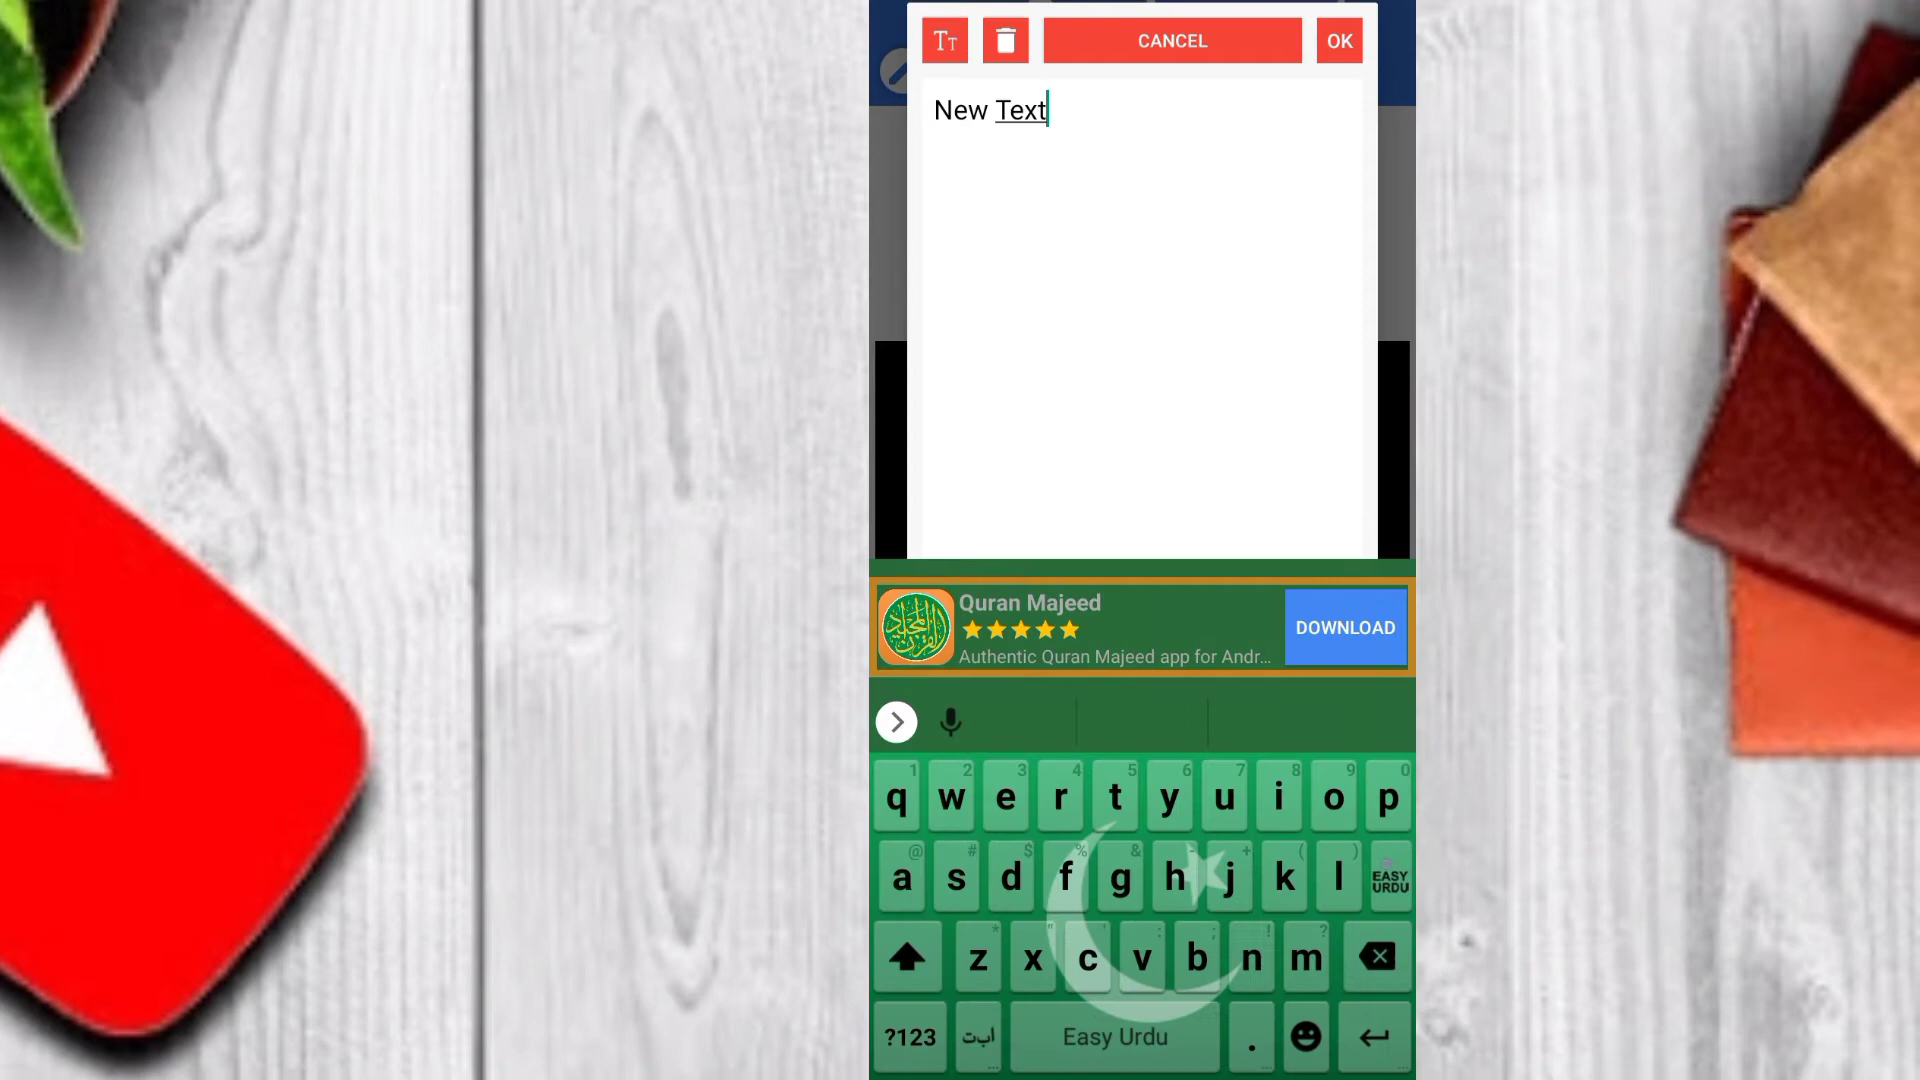 Tт
CANCEL
OK
New Text
Quran Majeed
Authentic Quran Majeed app for Andr...
DOWNLOAD
1 2 3 4 5 6 7 8 9 0
q w e r t y u i o p
@ # $ % & - + ( )
a s d f g h j k l EASY URDU
* " ' : ; ! ?
z x c v b n m
?123 ابت Easy Urdu .